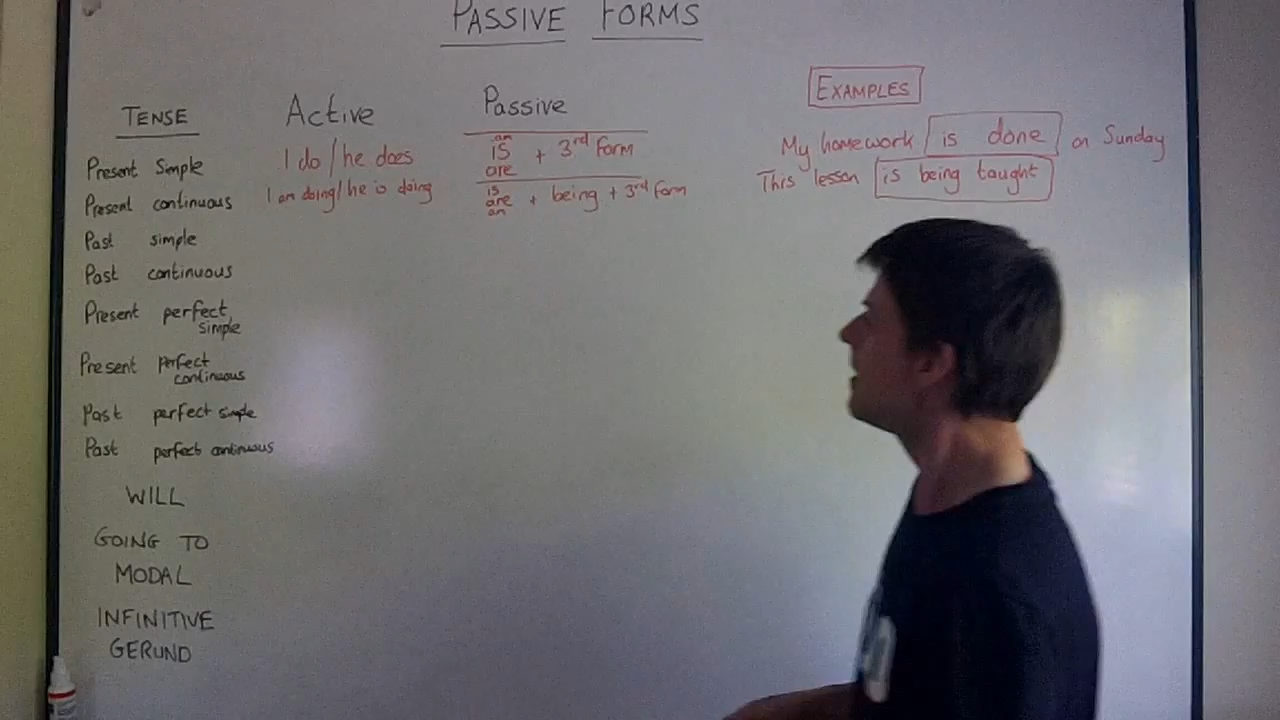 PASSIVE FORMS
EXAMPLES
TENSE Active Passive
Present Simple I do / he does am is are + 3rd form My homework is done on Sunday
Present continuous I am doing / he is doing is are am + being + 3rd form This lesson is being taught
Past simple
Past continuous
Present perfect simple
Present perfect continuous
Past perfect simple
Past perfect continuous
WILL
GOING TO
MODAL
INFINITIVE
GERUND